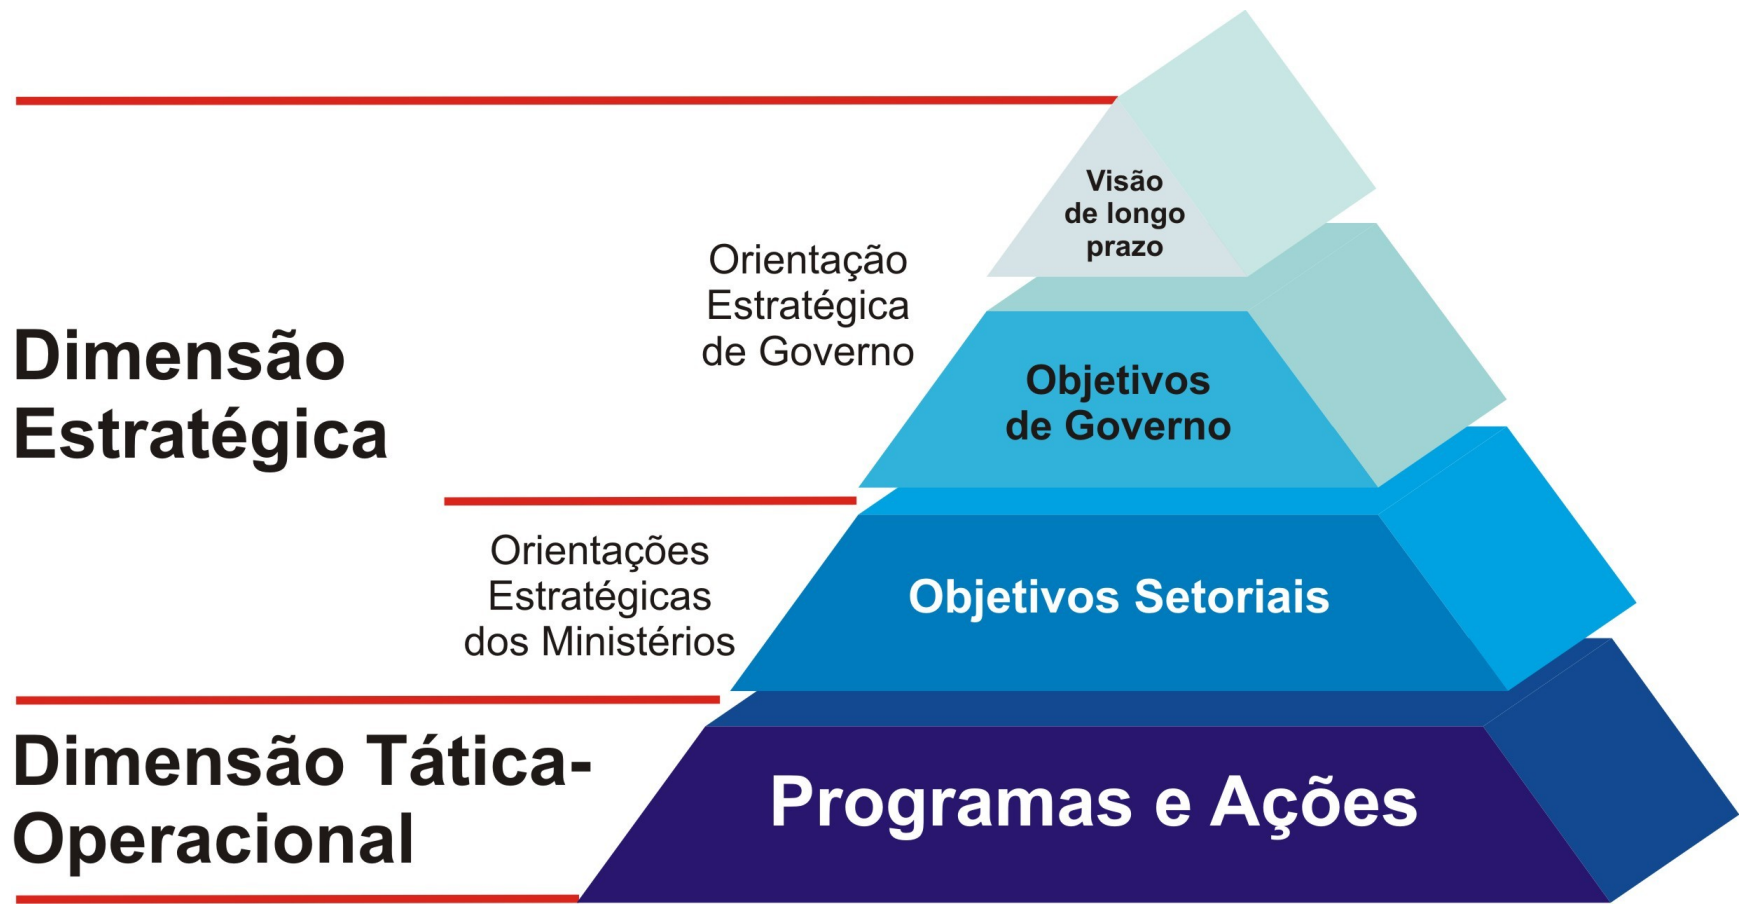 Visão
de longo
prazo
Orientação
Estratégica
de Governo
Dimensão
Estratégica
Objetivos
de Governo
Orientações
Estratégicas
dos Ministérios
Objetivos Setoriais
Dimensão Tática-
Operacional
Programas e Ações